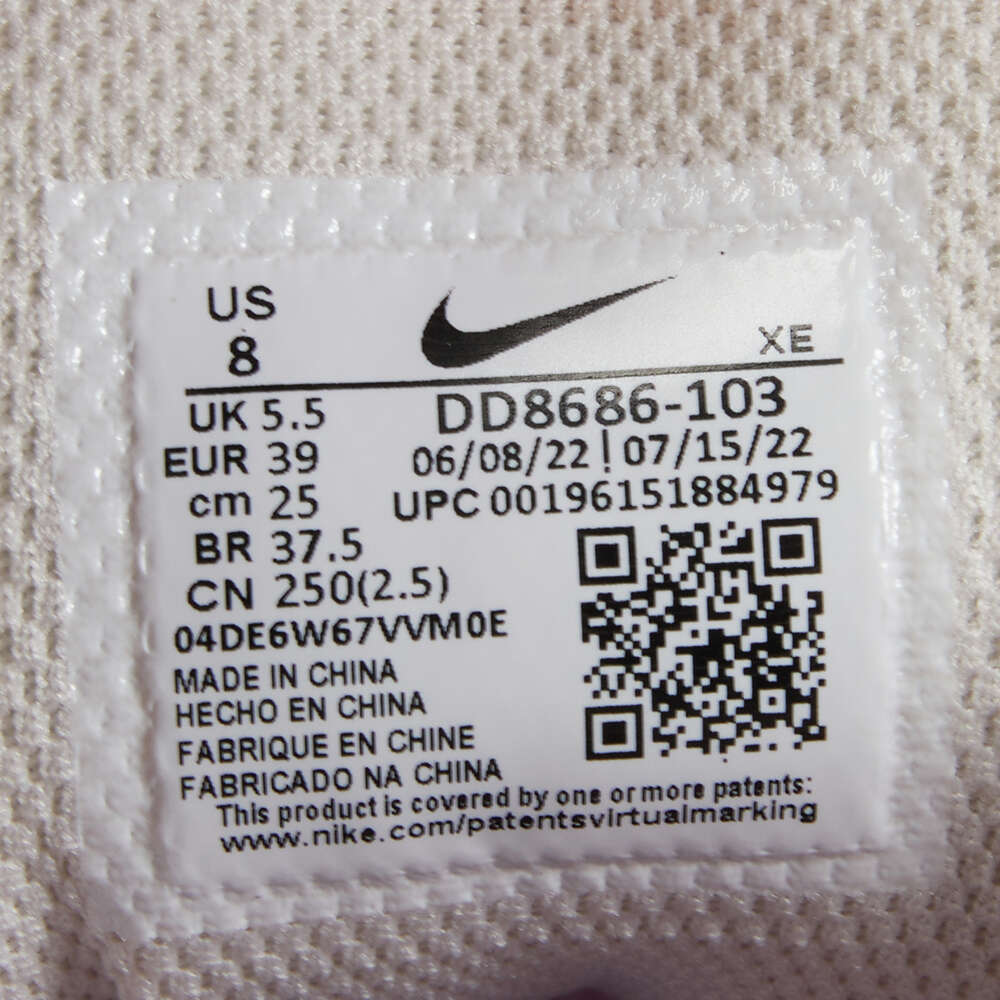 US
8
XE
UK 5.5
EUR 39
cm 25
BR 37.5
CN 250(2.5)
DD8686-103
06/08/22 | 07/15/22
UPC 00196151884979
04DE6W67VVM0E
MADE IN CHINA
HECHO EN CHINA
FABRIQUE EN CHINE
FABRICADO NA CHINA
This product is covered by one or more patents:
www.nike.com/patentsvirtualmarking